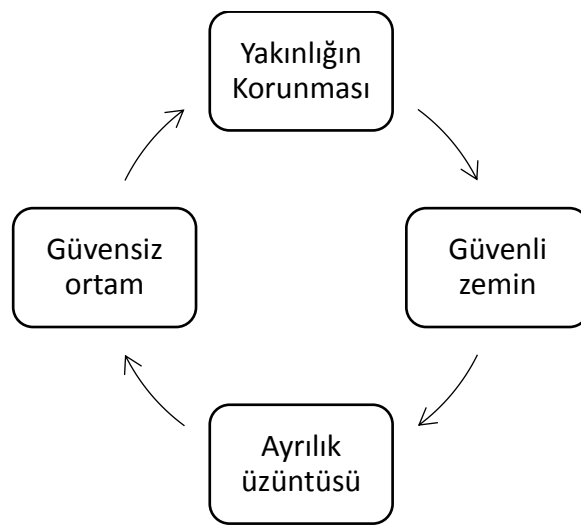 Yakınlığın
Korunması
Güvenli
zemin
Ayrılık
üzüntüsü
Güvensiz
ortam